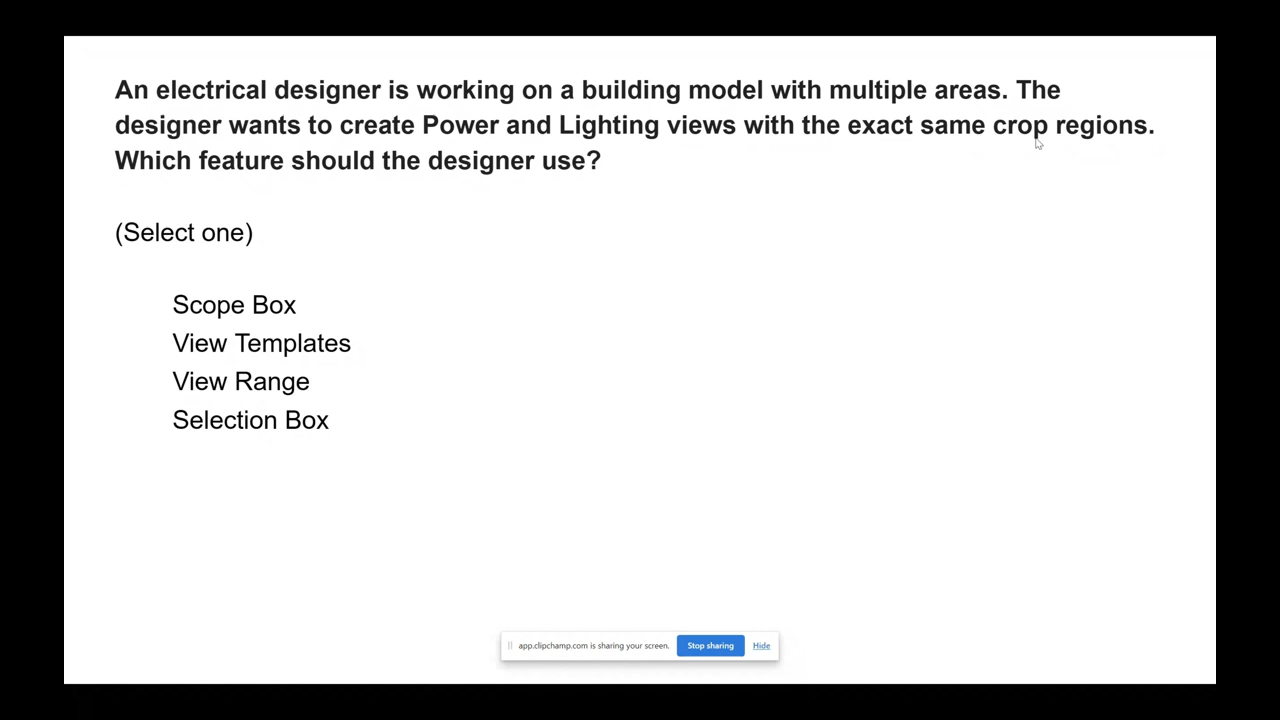 An electrical designer is working on a building model with multiple areas. The
designer wants to create Power and Lighting views with the exact same crop regions.
Which feature should the designer use?
(Select one)
Scope Box
View Templates
View Range
Selection Box
app.clipchamp.com is sharing your screen. Stop sharing Hide